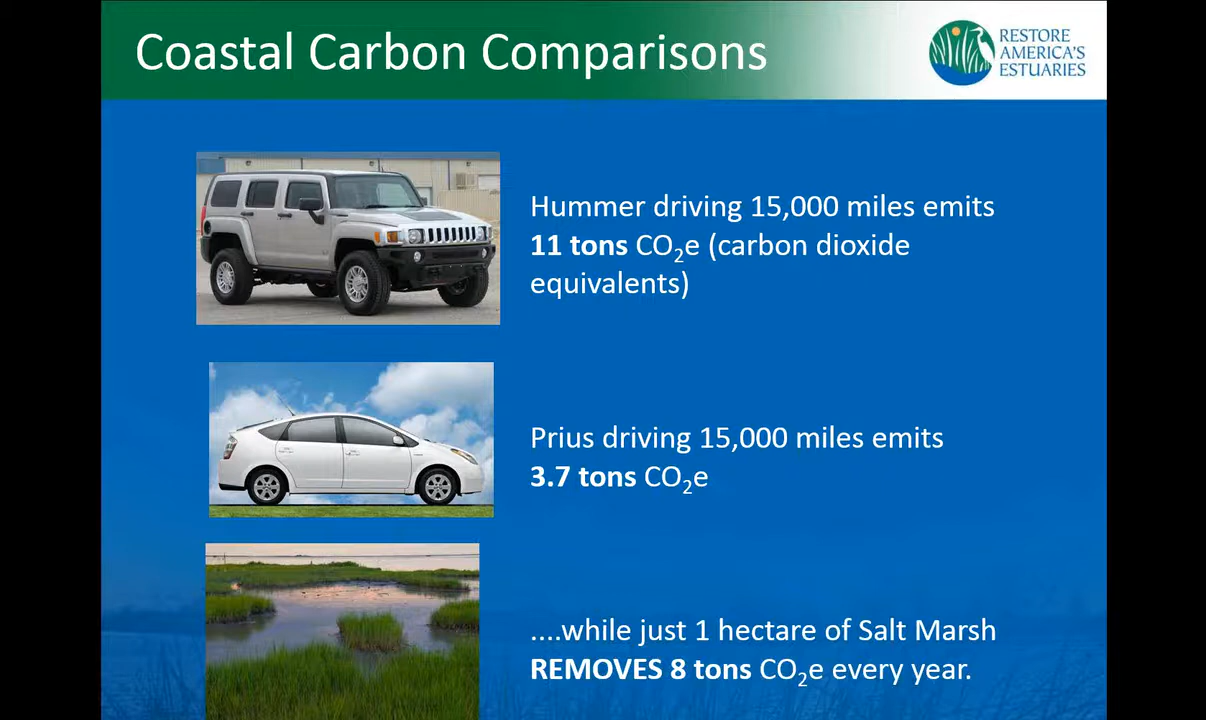 Coastal Carbon Comparisons
RESTORE
AMERICA'S
ESTUARIES
Hummer driving 15,000 miles emits
11 tons CO₂e (carbon dioxide
equivalents)
Prius driving 15,000 miles emits
3.7 tons CO₂e
....while just 1 hectare of Salt Marsh
REMOVES 8 tons CO₂e every year.